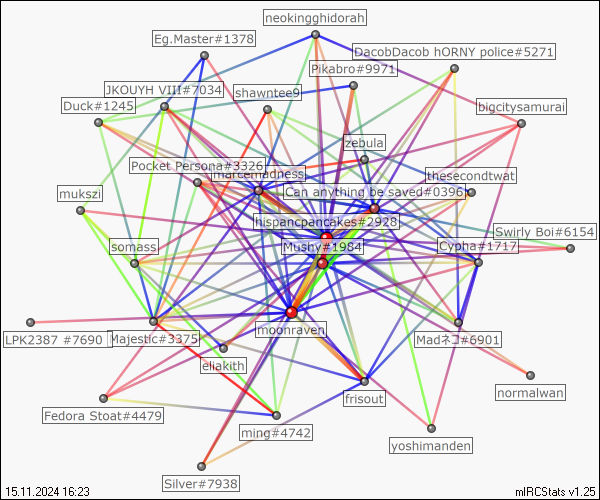 neokingghidorah
Eg.Master#1378
DacobDacob hORNY police#5271
Pikabro#9971
JKOUYH VIII#7034
shawntee9
Duck#1245
bigcitysamurai
zebula
Pocket Persona#3326
marcemadness
thesecondtwat
Can anything be saved#0396
mukszi
hispancpancakes#2928
Swirly Boi#6154
somass
Mushy#1984
Cypha#1717
LPK2387 #7690
Majestic#3375
moonraven
Madネコ#6901
eliakith
frisout
normalwan
Fedora Stoat#4479
ming#4742
yoshimanden
Silver#7938
15.11.2024 16:23
mIRCStats v1.25